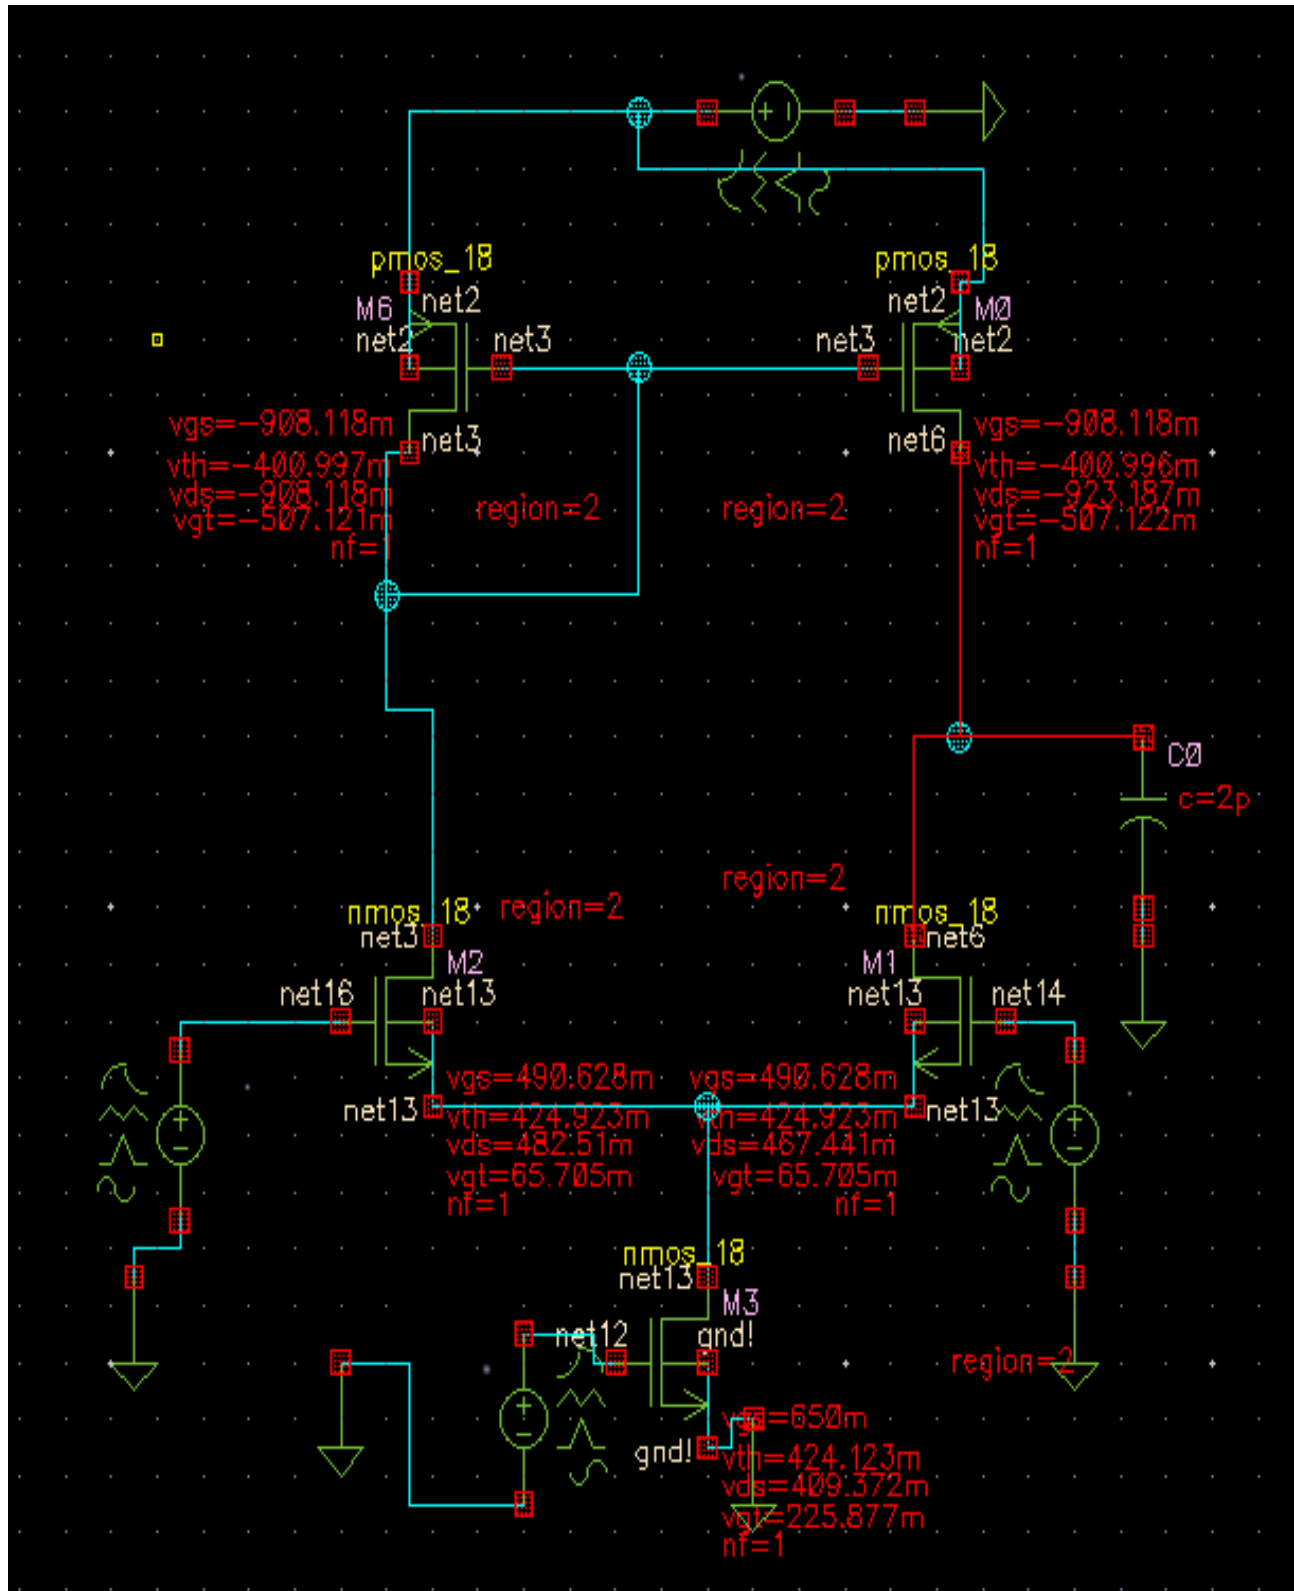 pmos_18
pmos_18
net2
net2
M6
M0
net2
net3
net3
net2
vgs=-908.118m
vth=-400.997m
vds=-908.118m
vgt=-507.121m
nf=1
net3
region=2
region=2
net6
vgs=-908.118m
vth=-400.996m
vds=-923.187m
vgt=-507.122m
nf=1
C0
c=2p
region=2
region=2
nmos_18
net3
M2
net16
net13
nmos_18
net6
M1
net13
net14
net13
vgs=490.628m
vth=424.923m
vds=482.51m
vgt=65.705m
nf=1
vgs=490.628m
vth=424.923m
vds=467.441m
vgt=65.705m
nf=1
net13
nmos_18
net13
M3
net12
gnd!
region=2
gnd!
vgs=650m
vth=424.123m
vds=409.372m
vgt=225.877m
nf=1